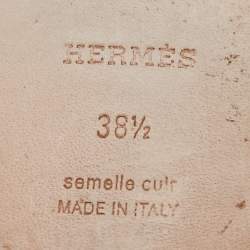 HERMÈS
38½
semelle cuir
MADE IN ITALY